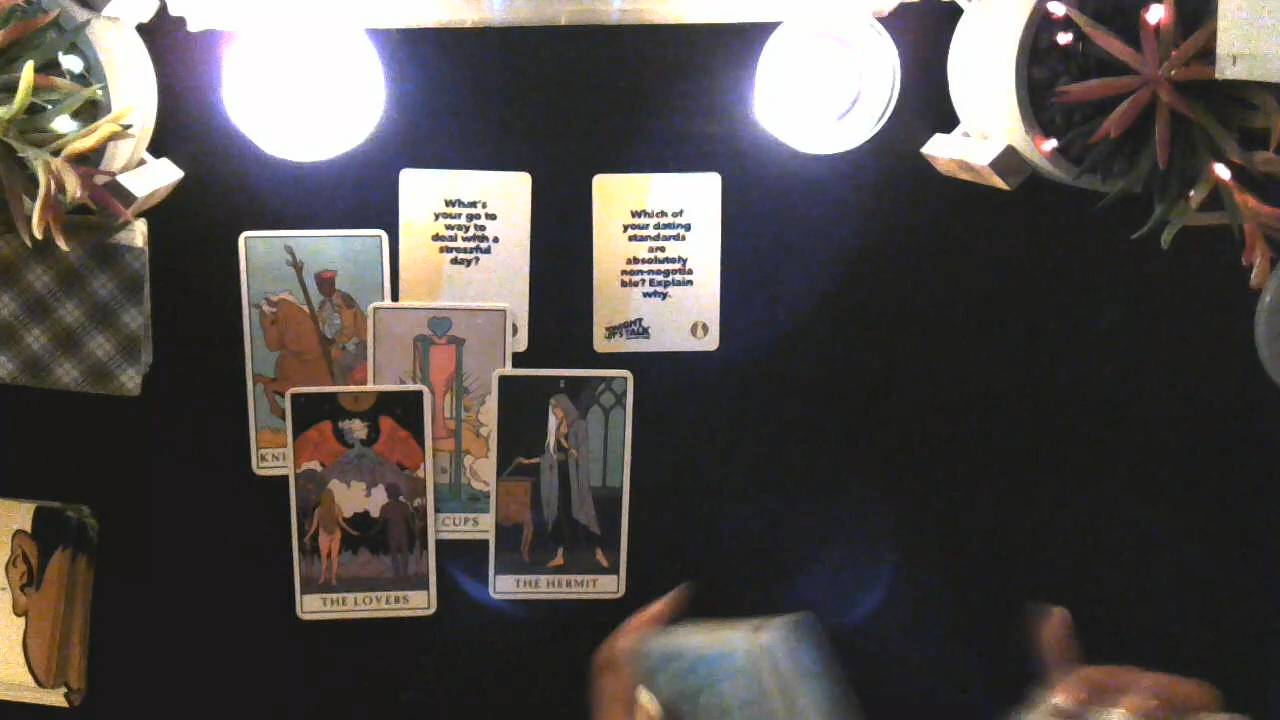 What's
your go to
way to
deal with a
stressful
day?
Which of
your dating
standards
are
absolutely
non-negotia
ble? Explain
why.
KNI
CUPS
THE LOVERS
THE HERMIT